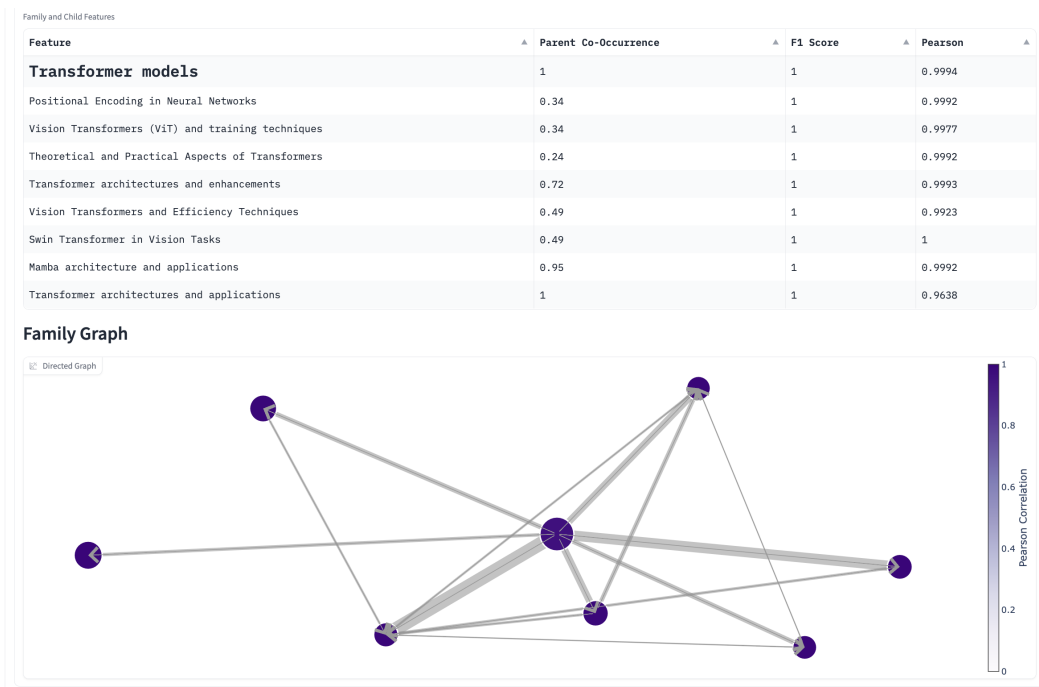 Family and Child Features
Feature ▲ Parent Co-Occurrence ▲ F1 Score ▲ Pearson ▲
Transformer models 1 1 0.9994
Positional Encoding in Neural Networks 0.34 1 0.9992
Vision Transformers (ViT) and training techniques 0.34 1 0.9977
Theoretical and Practical Aspects of Transformers 0.24 1 0.9992
Transformer architectures and enhancements 0.72 1 0.9993
Vision Transformers and Efficiency Techniques 0.49 1 0.9923
Swin Transformer in Vision Tasks 0.49 1 1
Mamba architecture and applications 0.95 1 0.9992
Transformer architectures and applications 1 1 0.9638
Family Graph
Directed Graph
1
0.8
0.6
0.4
0.2
0
Pearson Correlation